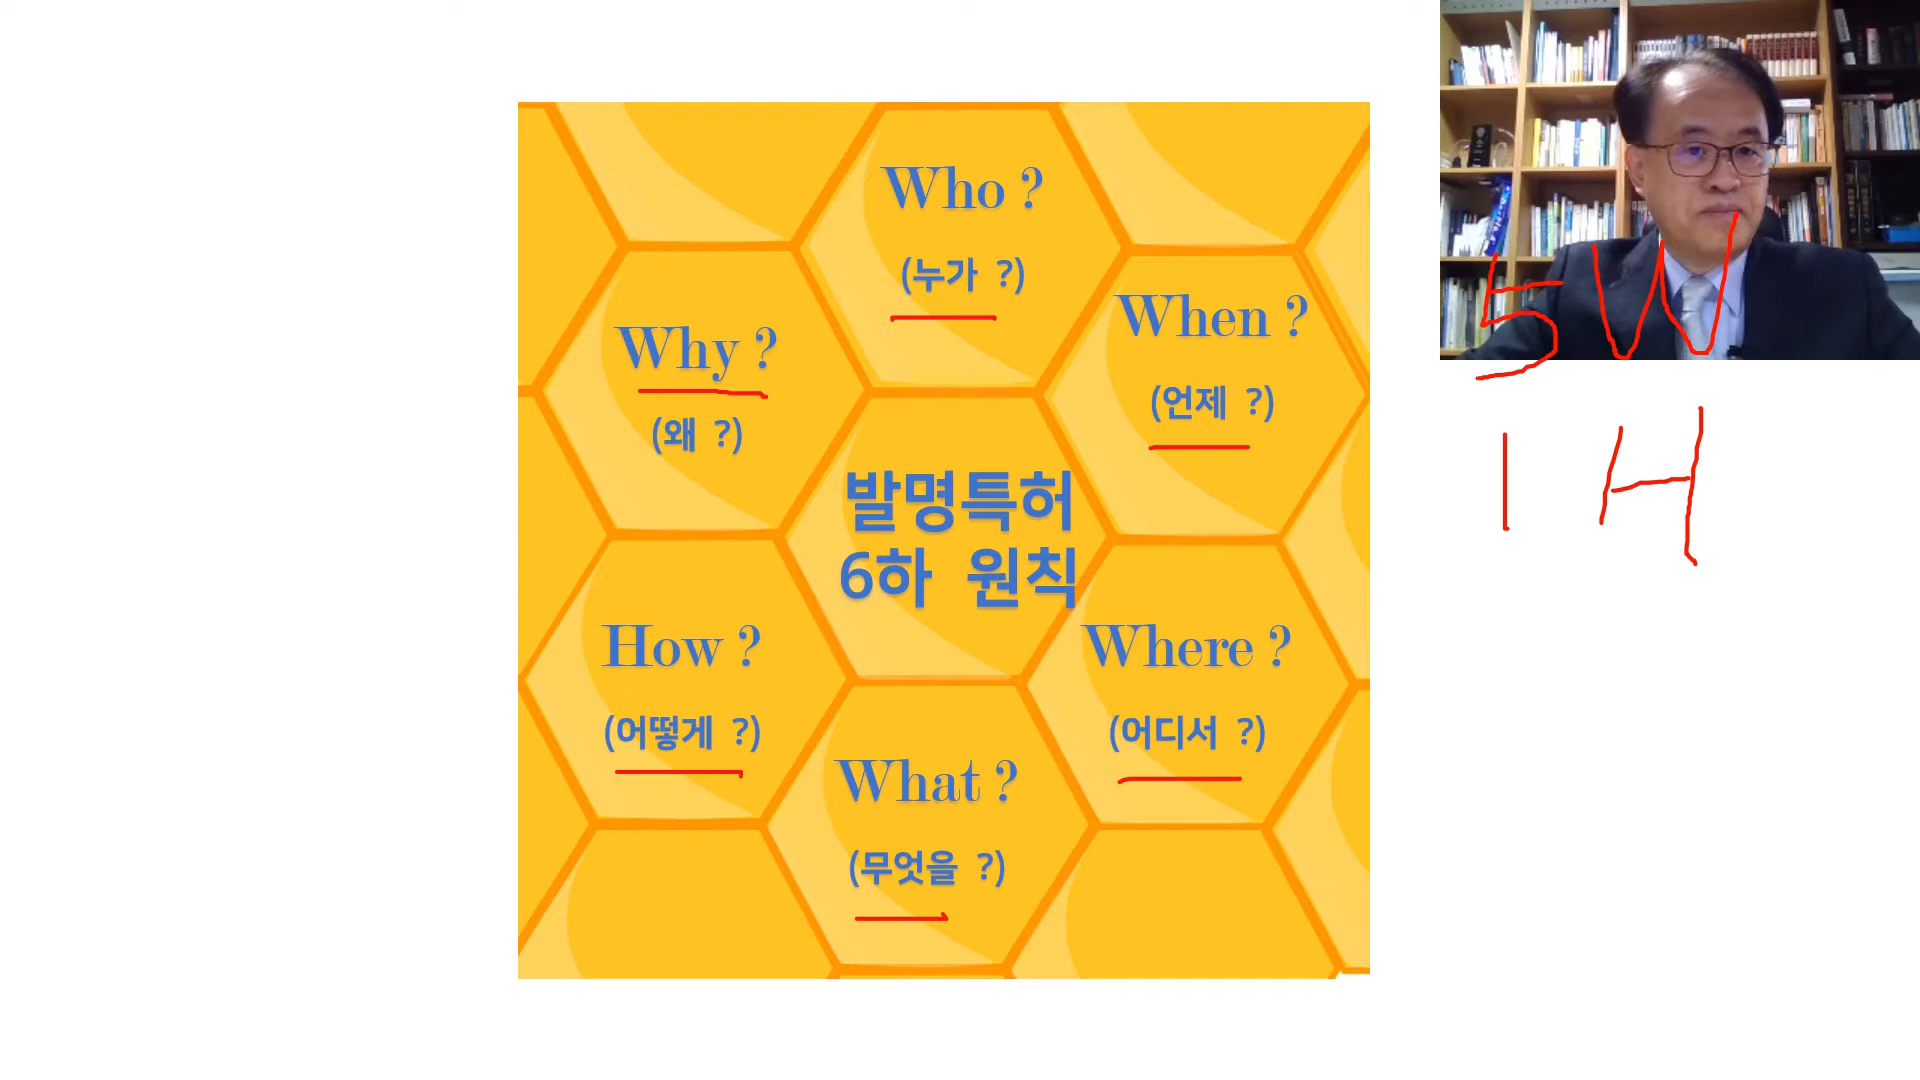 Who ?
(누가 ?)
When ?
(언제 ?)
Why ?
(왜 ?)
발명특허
6하 원칙
How ?
(어떻게 ?)
Where ?
(어디서 ?)
What ?
(무엇을 ?)
5W
1H